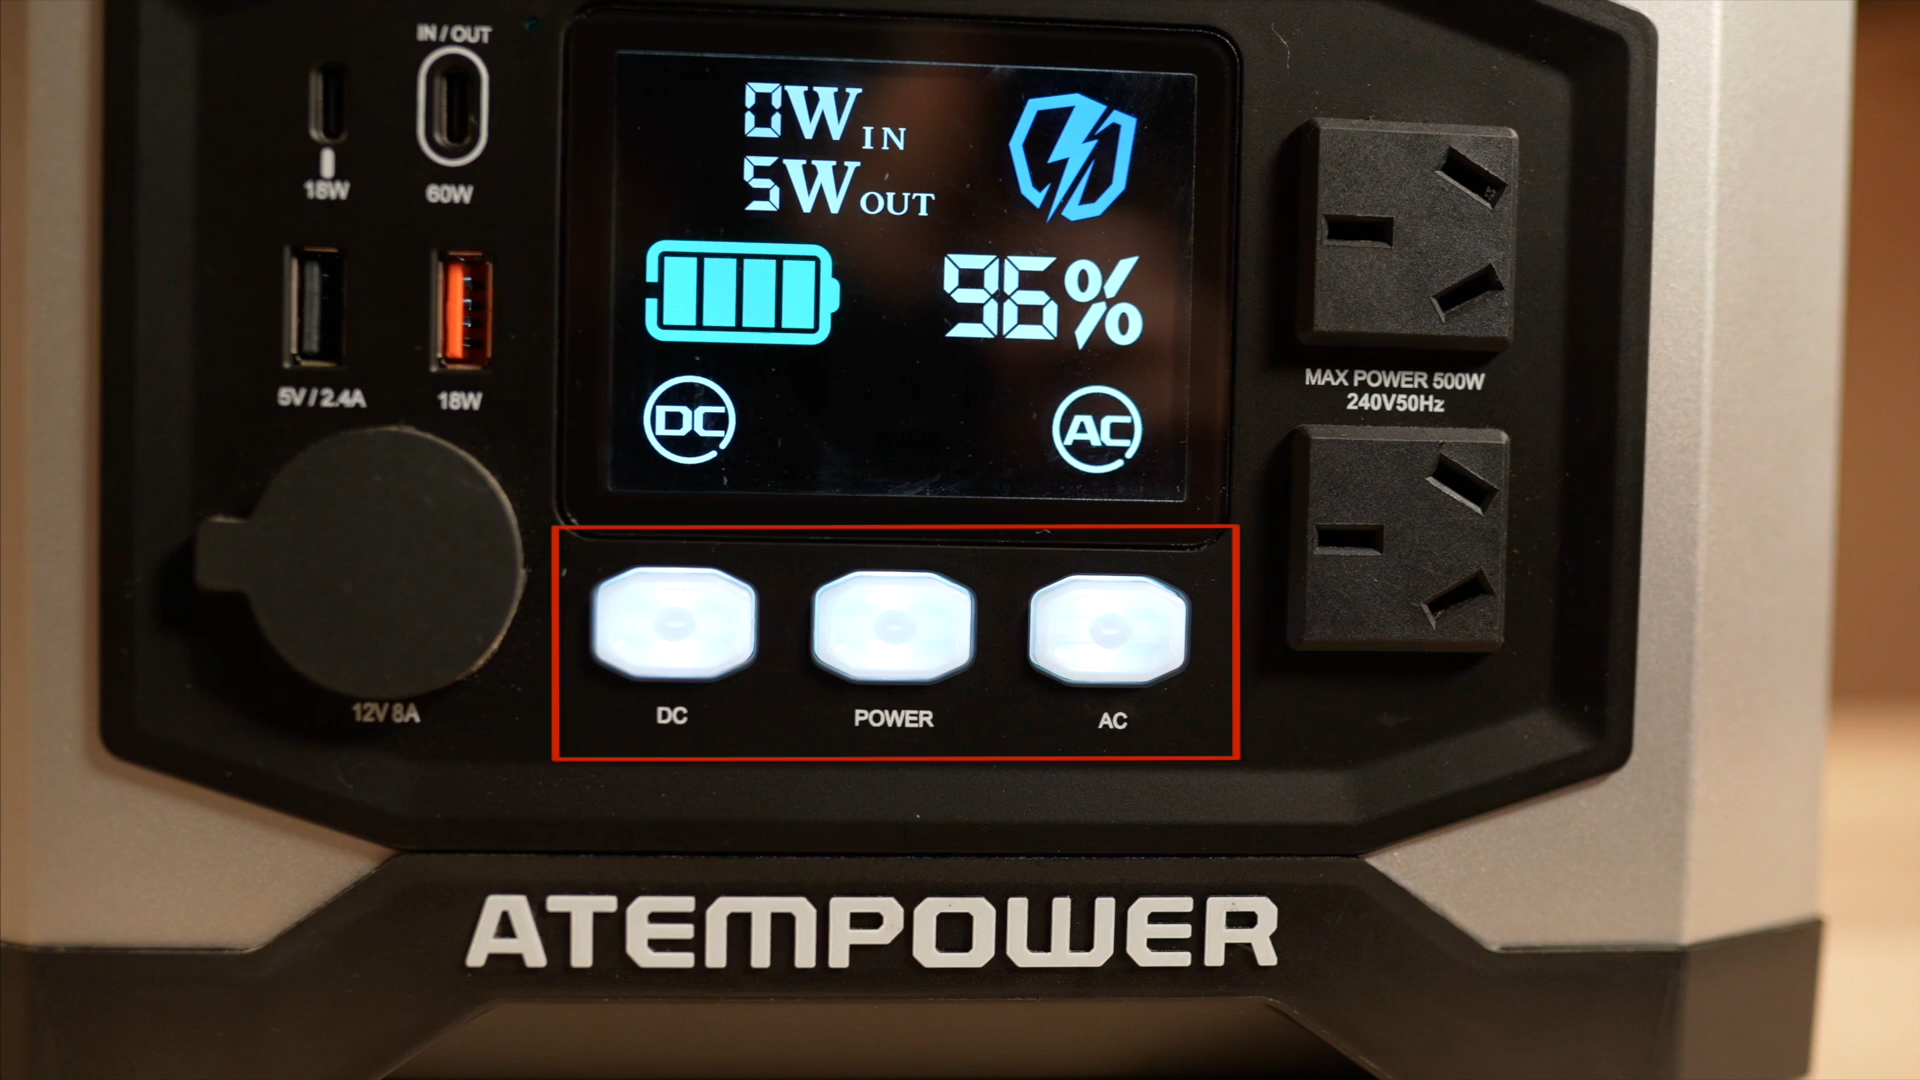 IN / OUT
18W
60W
5V / 2.4A
18W
12V 8A
0W IN
5W OUT
96%
DC
AC
MAX POWER 500W
240V50Hz
DC
POWER
AC
ATEMPOWER